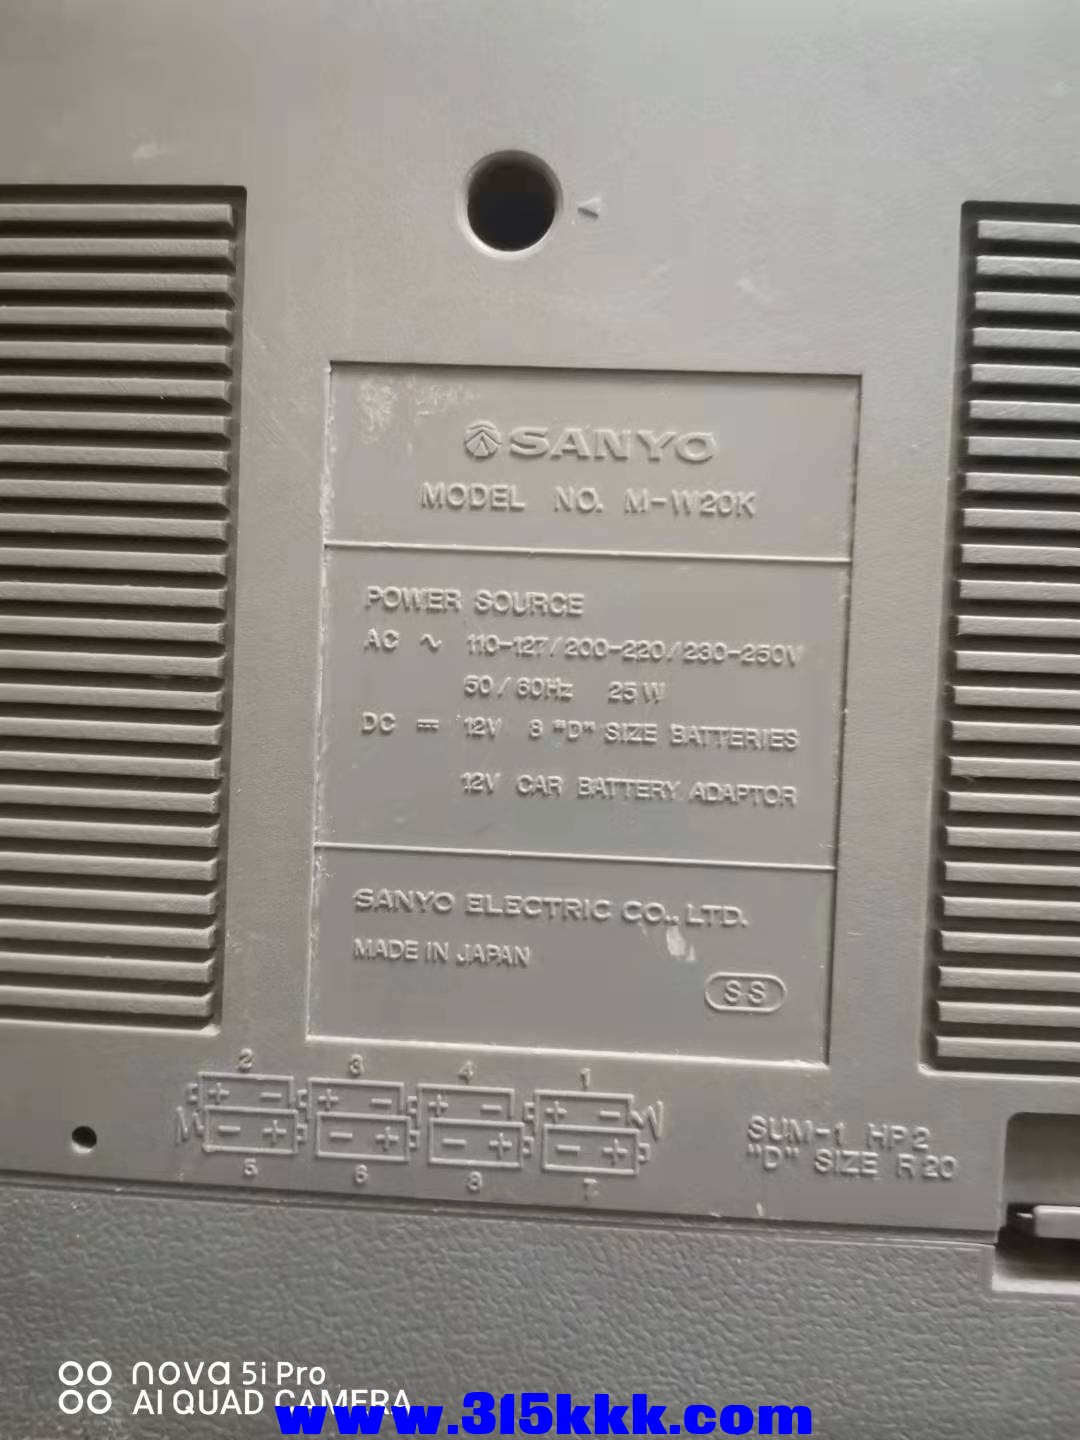 SANYO
MODEL NO. M-W20K
POWER SOURCE
AC ∿ 110-127/200-220/230-250V
50/60Hz 25W
DC ⎓ 12V 8 "D" SIZE BATTERIES
12V CAR BATTERY ADAPTOR
SANYO ELECTRIC CO., LTD.
MADE IN JAPAN
S-S
2 3 4 1
+ - + - + - + -
- + - + - + - +
5 6 8 7
SUM-1 HP2
"D" SIZE R20
nova 5i Pro
AI QUAD CAMERA
www.315kkk.com